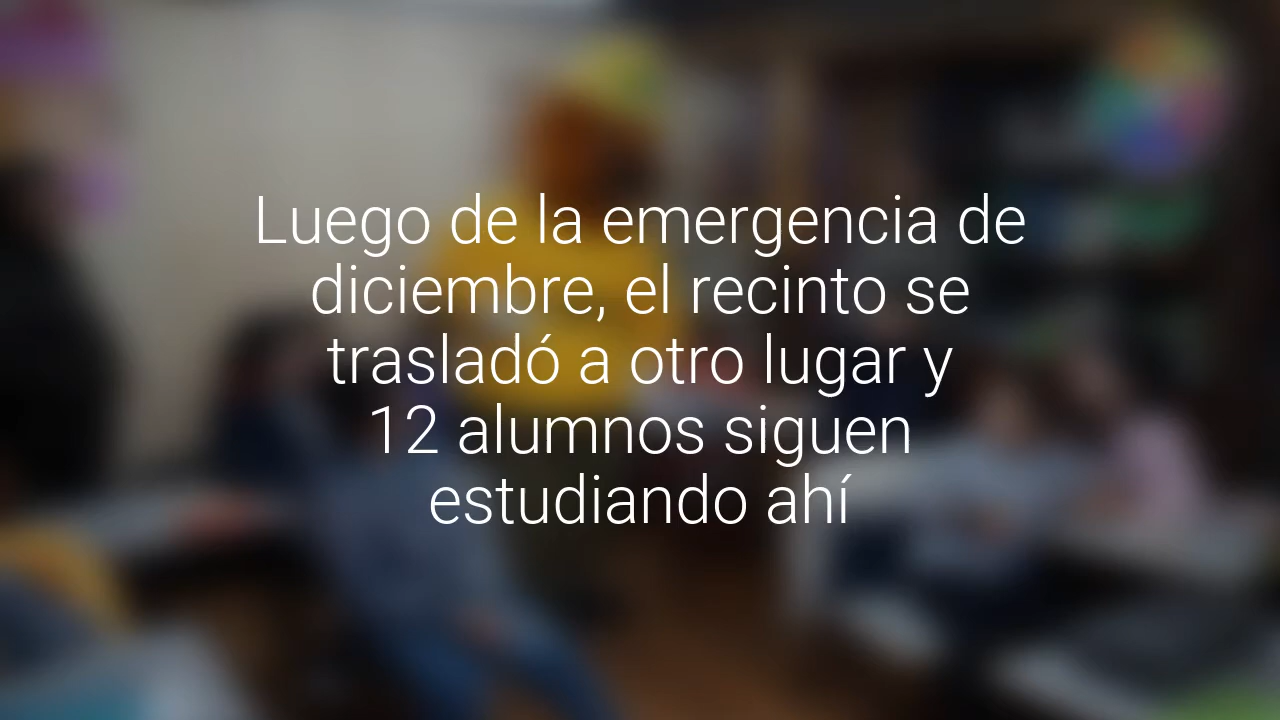 Luego de la emergencia de
diciembre, el recinto se
trasladó a otro lugar y
12 alumnos siguen
estudiando ahí